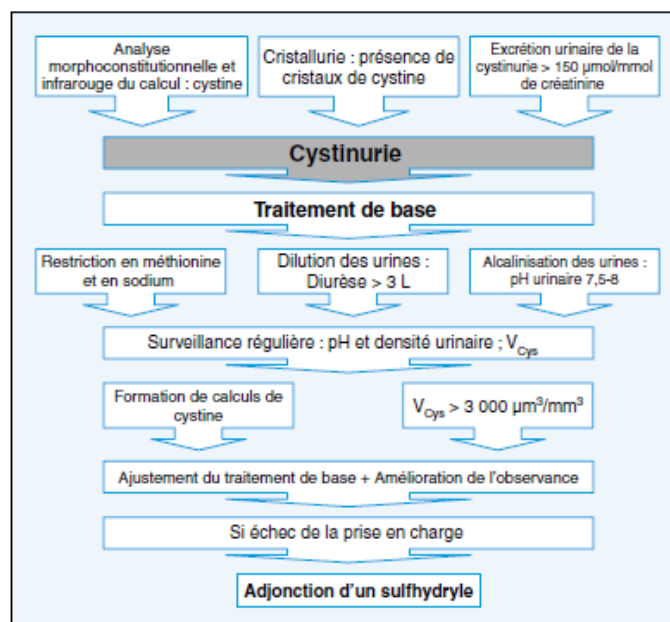 Analyse
morphoconstitutionnelle et
infrarouge du calcul : cystine
Cristallurie : présence de
cristaux de cystine
Excrétion urinaire de la
cystinurie > 150 µmol/mmol
de créatinine
Cystinurie
Traitement de base
Restriction en méthionine
et en sodium
Dilution des urines :
Diurèse > 3 L
Alcalinisation des urines :
pH urinaire 7,5-8
Surveillance régulière : pH et densité urinaire ; V_Cys
Formation de calculs de
cystine
V_Cys > 3 000 µm³/mm³
Ajustement du traitement de base + Amélioration de l'observance
Si échec de la prise en charge
Adjonction d'un sulfhydryle